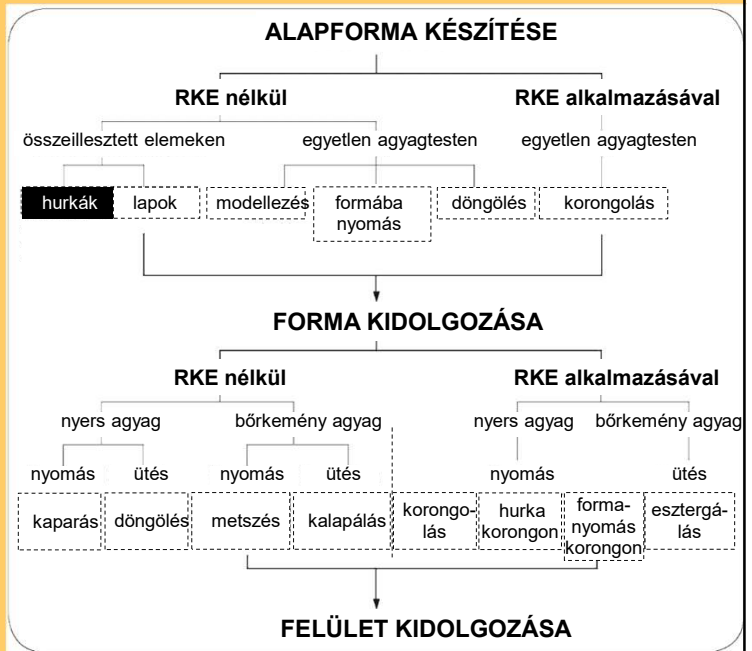 ALAPFORMA KÉSZÍTÉSE
RKE nélkül RKE alkalmazásával
összeillesztett elemeken egyetlen agyagtesten egyetlen agyagtesten
hurkák lapok modellezés formába döngölés korongolás
nyomás
FORMA KIDOLGOZÁSA
RKE nélkül RKE alkalmazásával
nyers agyag bőrkemény agyag nyers agyag bőrkemény agyag
nyomás ütés nyomás ütés nyomás ütés
kaparás döngölés metszés kalapálás korongo-
lás
hurka
korongon
forma-
nyomás
korongon
esztergá-
lás
FELÜLET KIDOLGOZÁSA